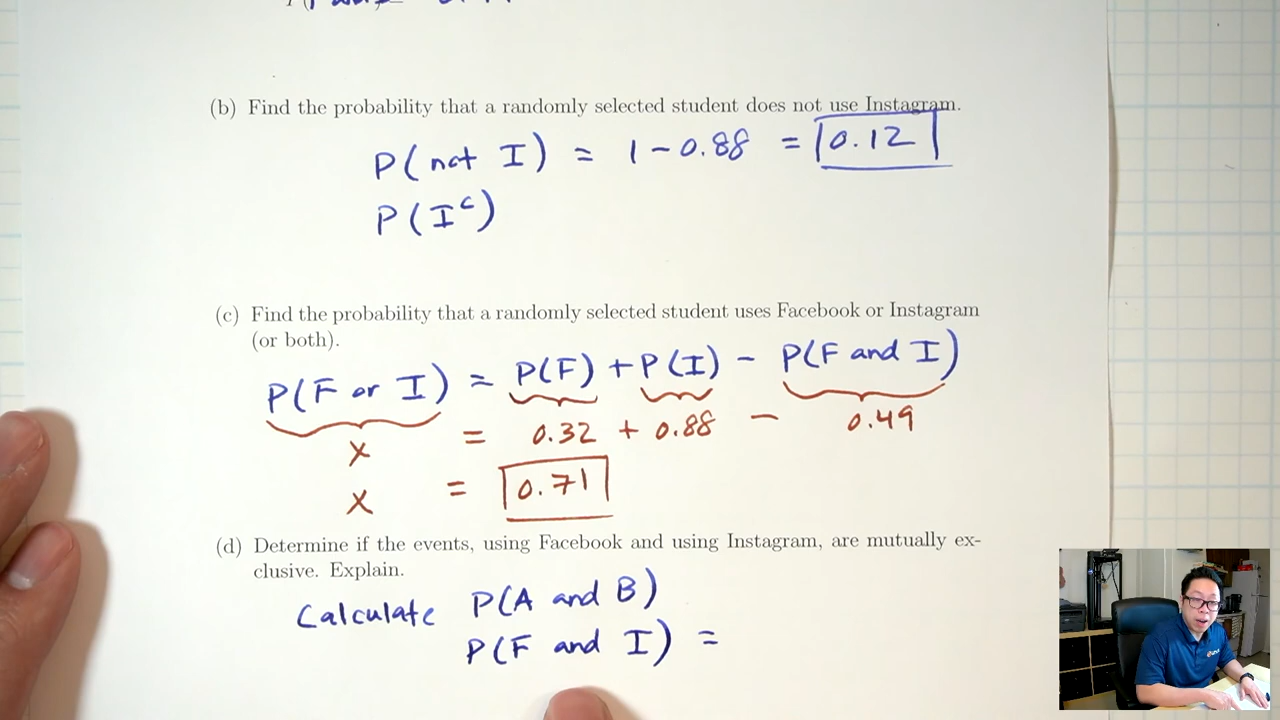 (b) Find the probability that a randomly selected student does not use Instagram.
P(not I) = 1 - 0.88 = 0.12
P(Iᶜ)
(c) Find the probability that a randomly selected student uses Facebook or Instagram
(or both).
P(F or I) = P(F) + P(I) - P(F and I)
x = 0.32 + 0.88 - 0.49
x = 0.71
(d) Determine if the events, using Facebook and using Instagram, are mutually ex-
clusive. Explain.
Calculate P(A and B)
P(F and I) =